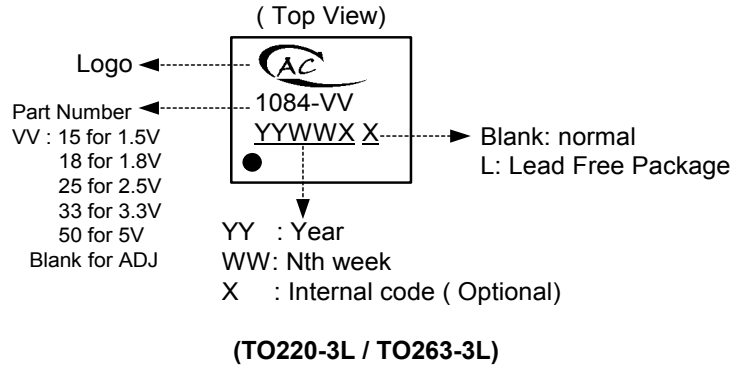 ( Top View)
Logo
AC
Part Number
1084-VV
VV : 15 for 1.5V
18 for 1.8V
25 for 2.5V
33 for 3.3V
50 for 5V
Blank for ADJ
YYWWX X
Blank: normal
L: Lead Free Package
YY : Year
WW: Nth week
X : Internal code ( Optional)
(TO220-3L / TO263-3L)